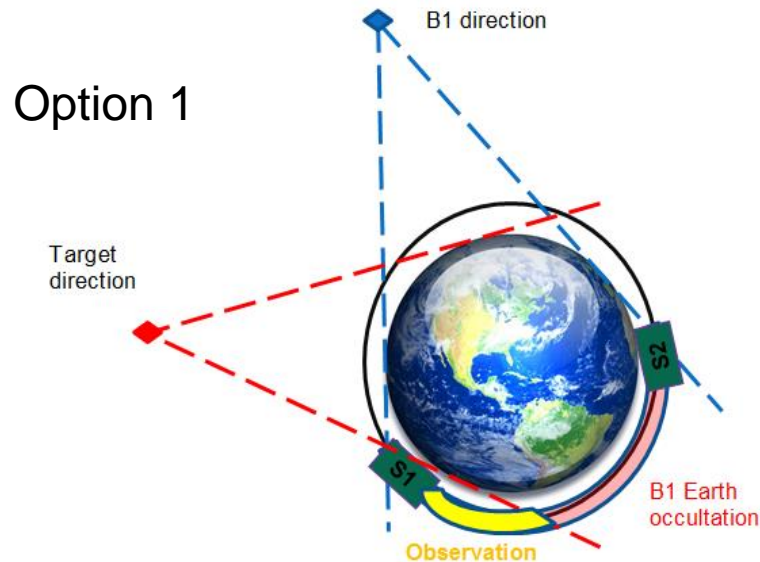 B1 direction
Option 1
Target
direction
S2
S1
B1 Earth
occultation
Observation